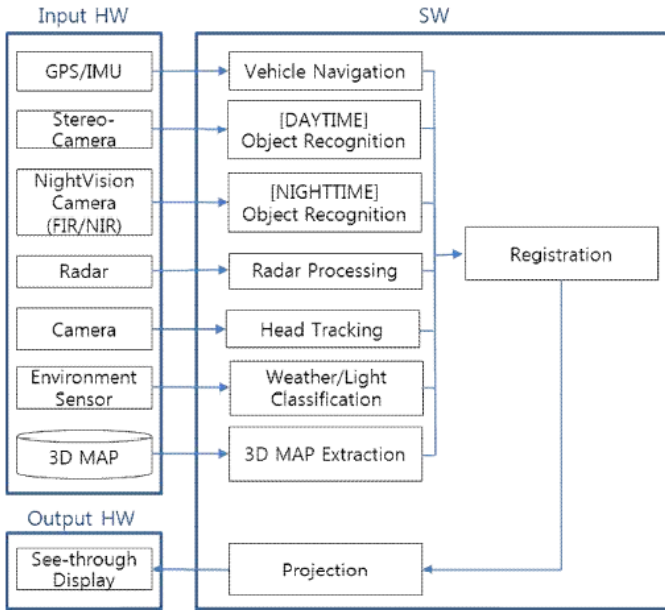 Input HW
SW
GPS/IMU
Vehicle Navigation
Stereo-
Camera
[DAYTIME]
Object Recognition
NightVision
Camera
(FIR/NIR)
[NIGHTTIME]
Object Recognition
Registration
Radar
Radar Processing
Camera
Head Tracking
Environment
Sensor
Weather/Light
Classification
3D MAP
3D MAP Extraction
Output HW
See-through
Display
Projection